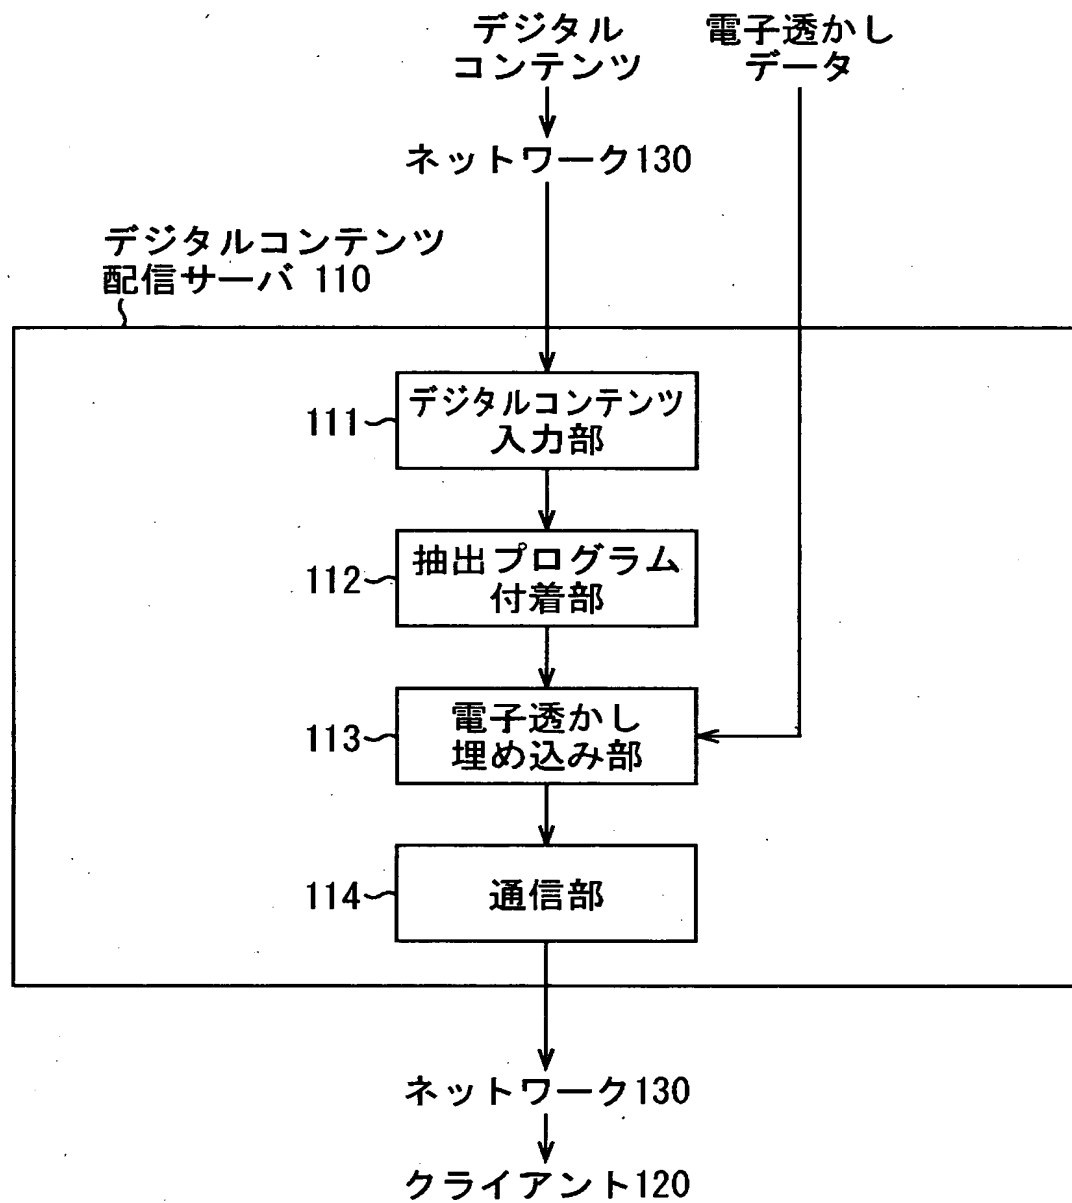 デジタル
コンテンツ
電子透かし
データ
ネットワーク130
デジタルコンテンツ
配信サーバ 110
111
デジタルコンテンツ
入力部
112
抽出プログラム
付着部
113
電子透かし
埋め込み部
114
通信部
ネットワーク130
クライアント120